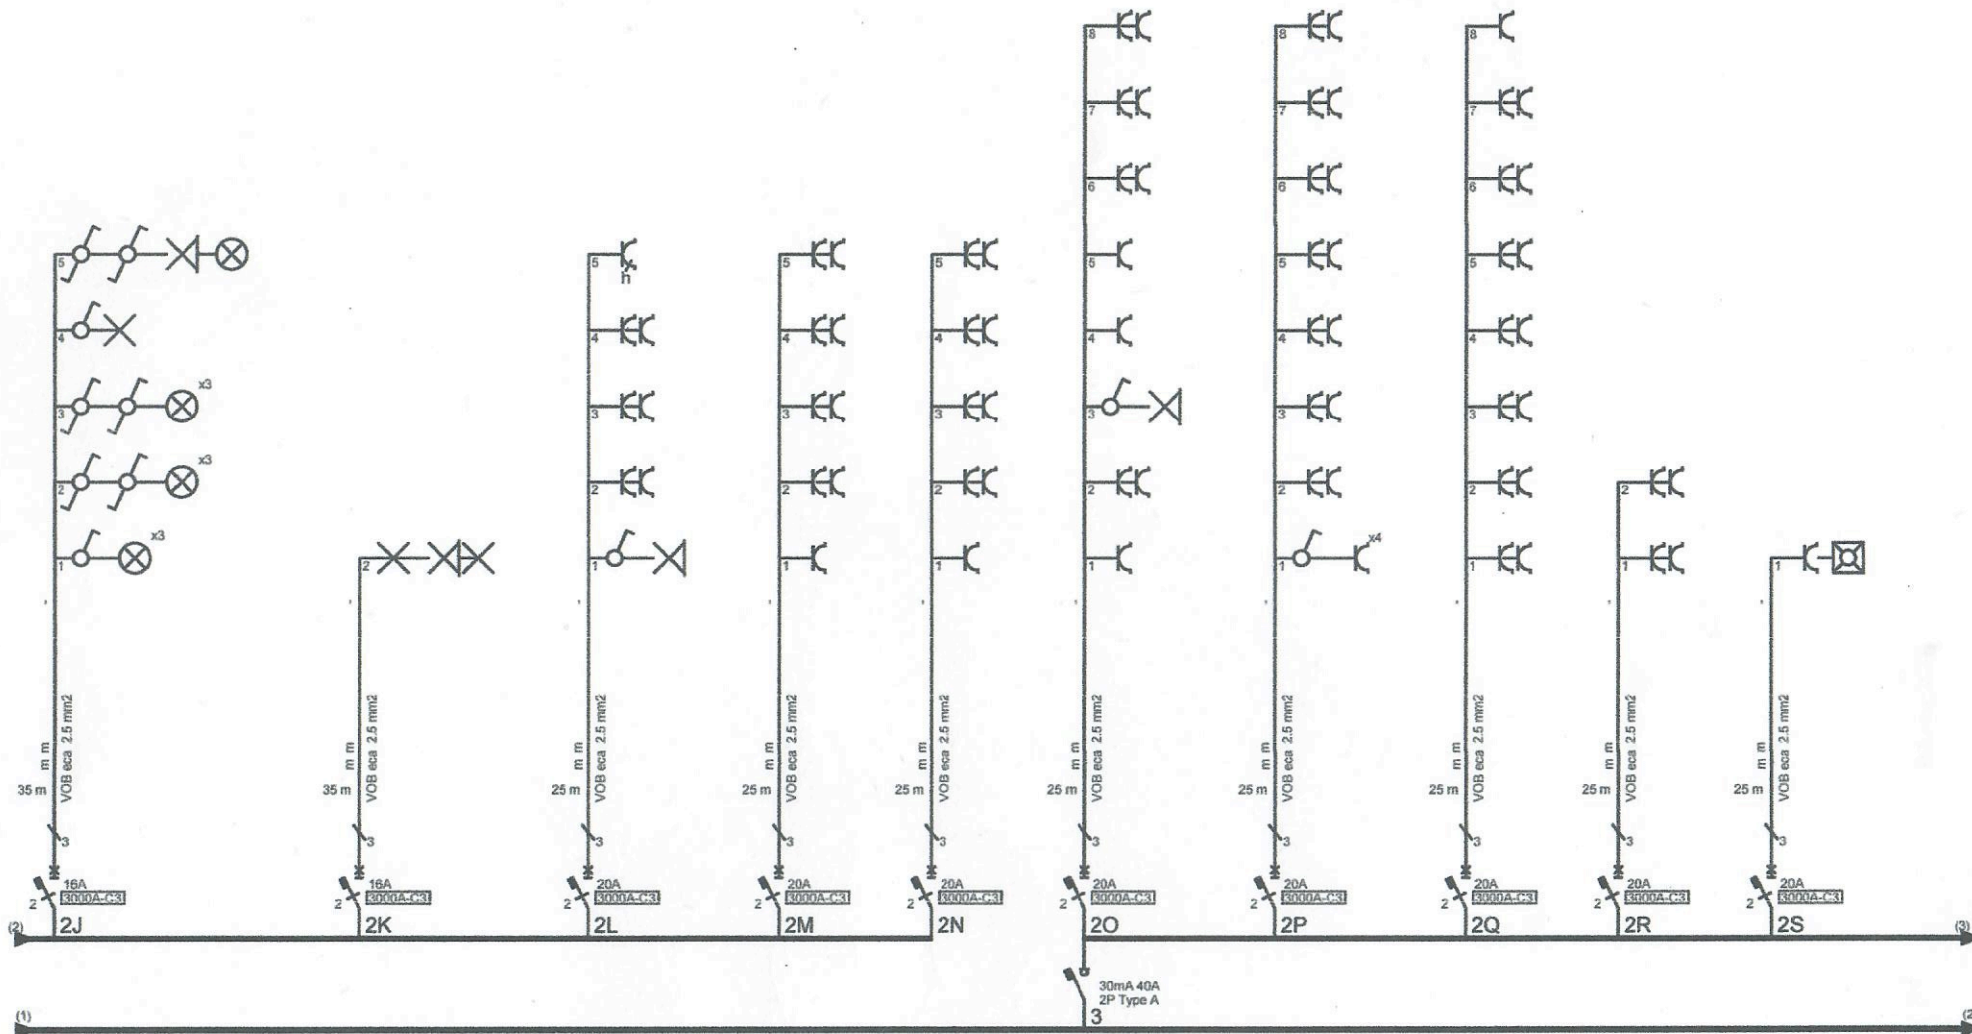 8
8
8
7
7
7
6
6
6
5
5
h
5
5
5
5
5
4
4
4
4
4
4
4
3
x3
3
3
3
3
3
3
2
x3
2
2
2
2
2
2
2
1
x3
2
1
1
1
1
1
x4
1
1
1
35 m
m m
VOB eca 2.5 mm2
35 m
m m
VOB eca 2.5 mm2
25 m
m m
VOB eca 2.5 mm2
25 m
m m
VOB eca 2.5 mm2
25 m
m m
VOB eca 2.5 mm2
25 m
m m
VOB eca 2.5 mm2
25 m
m m
VOB eca 2.5 mm2
25 m
m m
VOB eca 2.5 mm2
25 m
m m
VOB eca 2.5 mm2
25 m
m m
VOB eca 2.5 mm2
3
3
3
3
3
3
3
3
3
3
16A
3000A-C3
2
2J
16A
3000A-C3
2
2K
20A
3000A-C3
2
2L
20A
3000A-C3
2
2M
20A
3000A-C3
2
2N
20A
3000A-C3
2
2O
20A
3000A-C3
2
2P
20A
3000A-C3
2
2Q
20A
3000A-C3
2
2R
20A
3000A-C3
2
2S
(2)
(3)
30mA 40A
2P Type A
3
(1)
(2